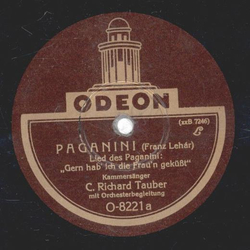 ODEON
(xxB 7246)
PAGANINI (Franz Lehár)
Lied des Paganini:
„Gern hab' ich die Frau'n geküßt"
Kammersänger
C. Richard Tauber
mit Orchesterbegleitung
O-8221a